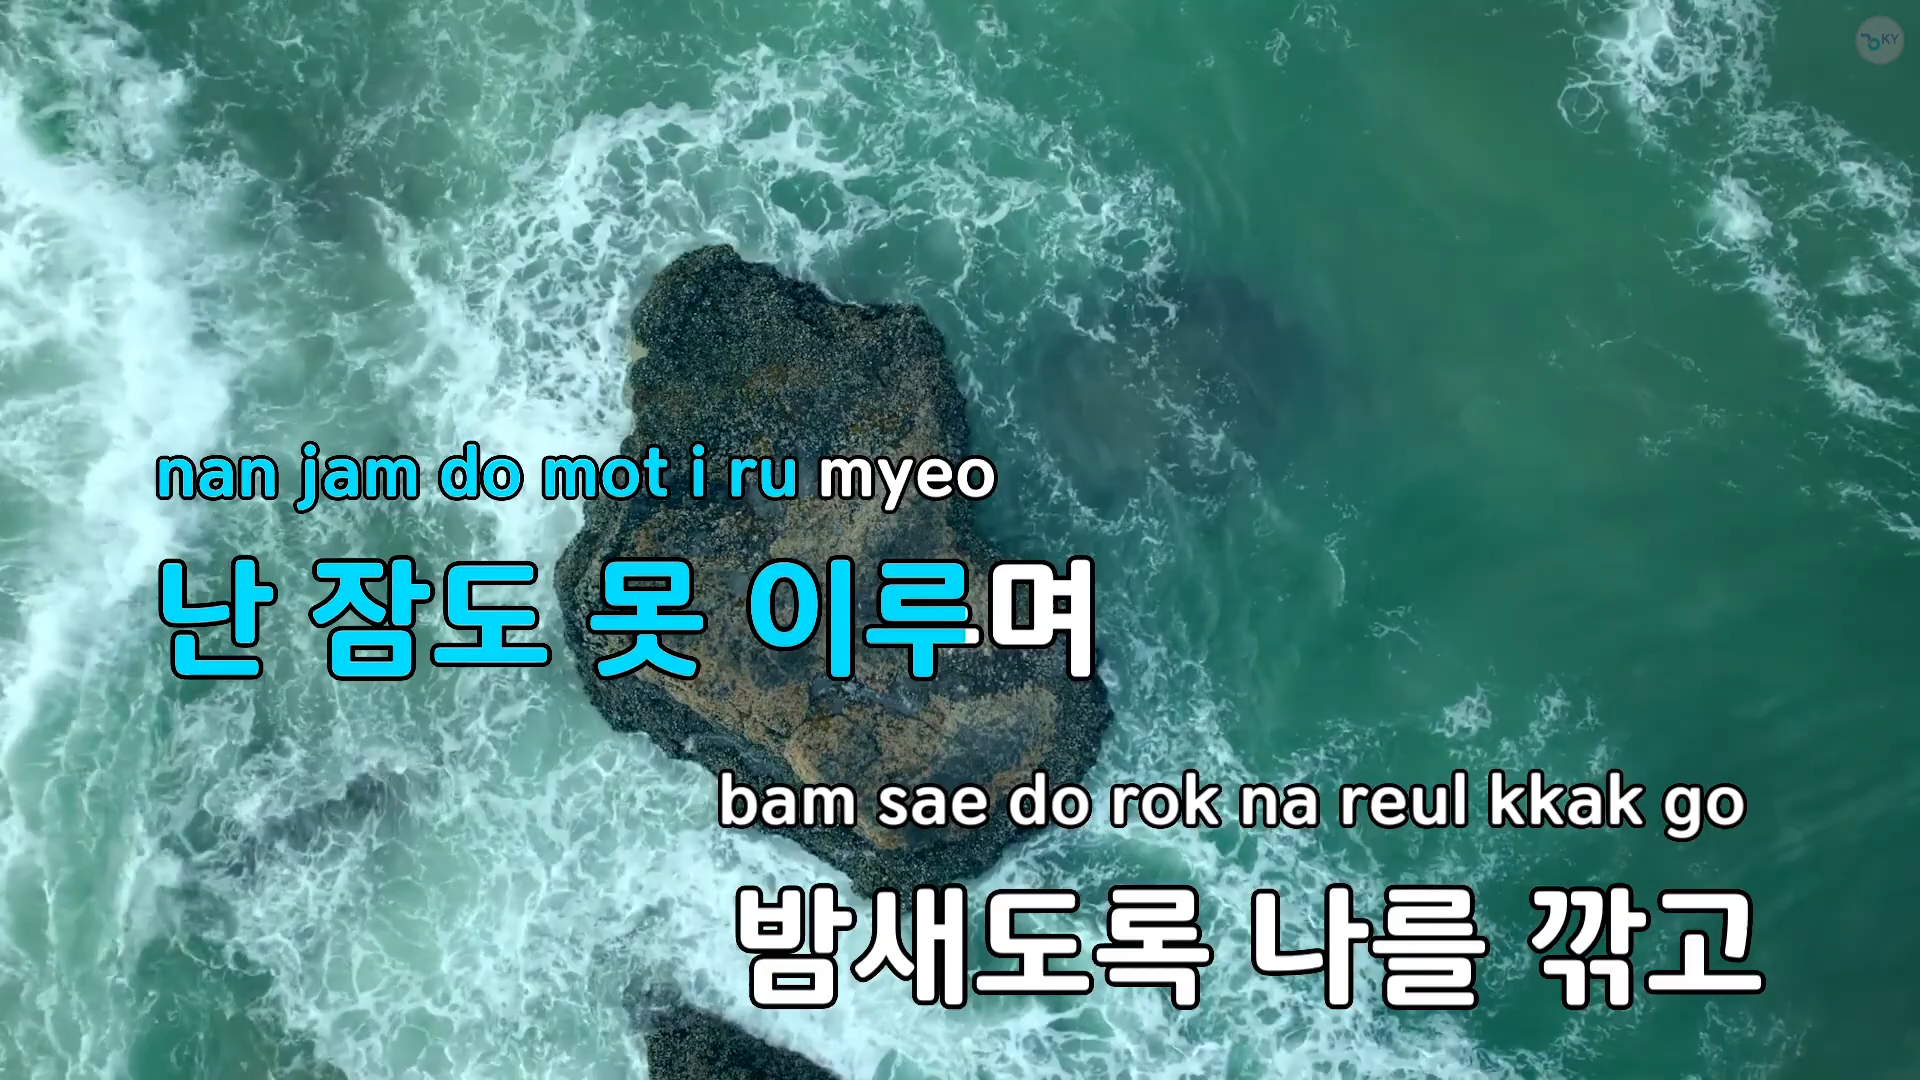 KY
nan jam do mot i ru myeo
난 잠도 못 이루며
bam sae do rok na reul kkak go
밤새도록 나를 깎고